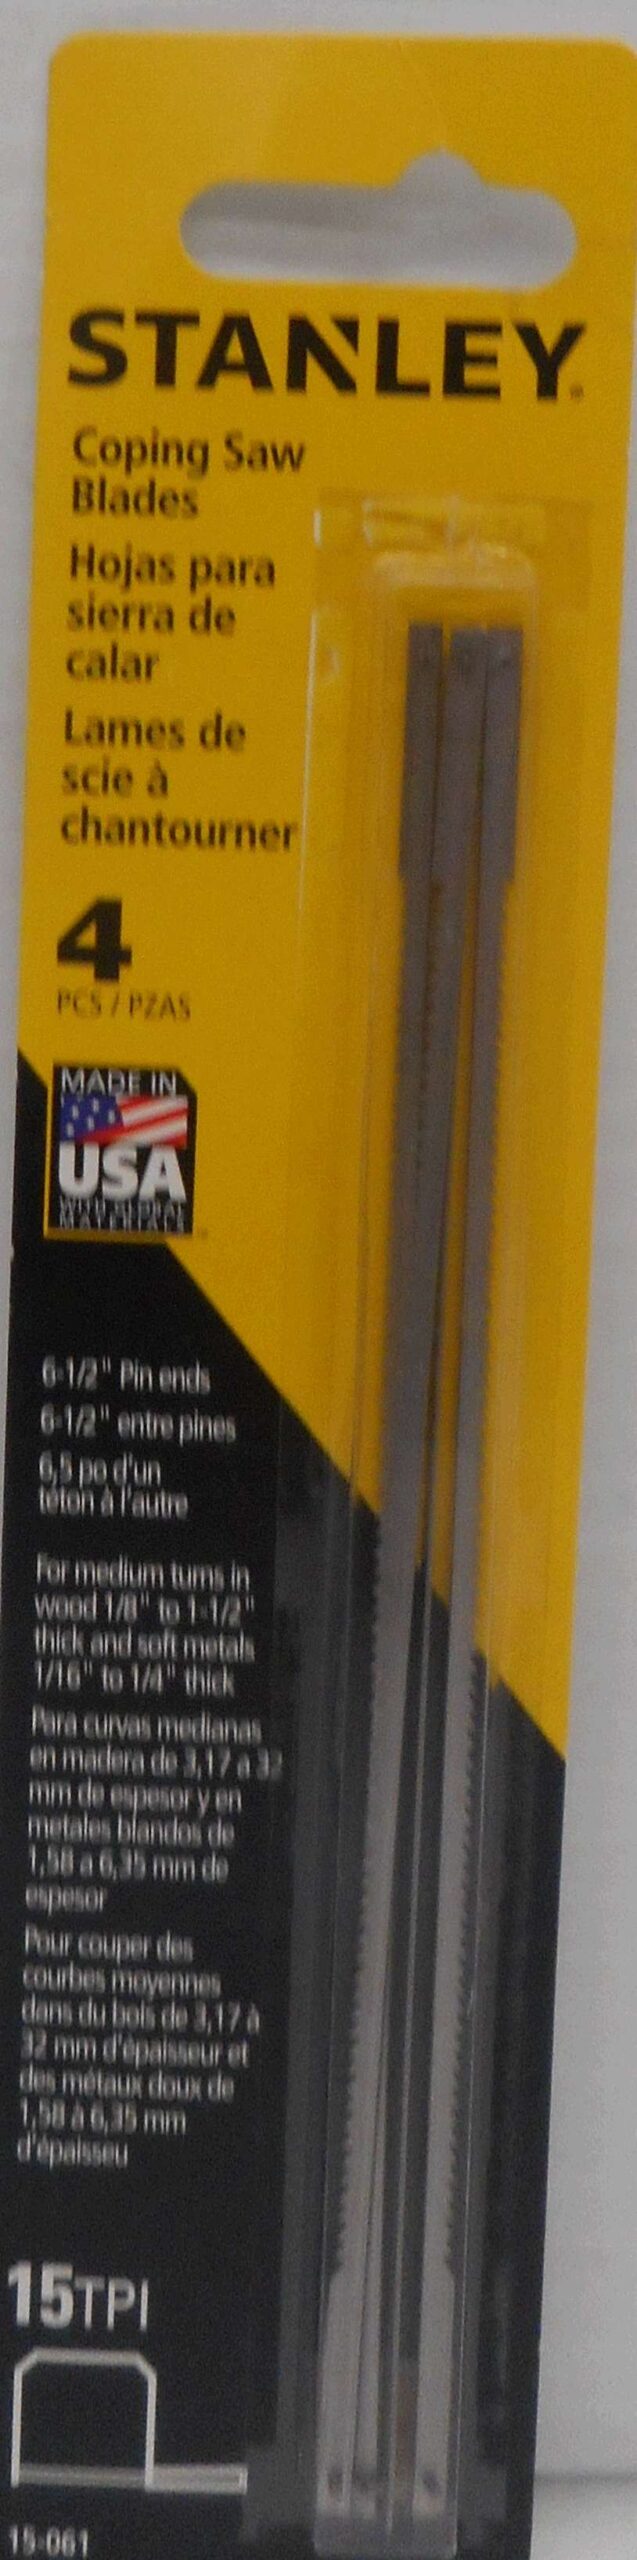 STANLEY
Coping Saw
Blades
Hojas para
sierra de
calar
Lames de
scie à
chantourner
4
PCS / PZAS
MADE IN
USA
WITH GLOBAL
MATERIALS
6-1/2" Pin ends
6-1/2" entre pines
6,5 po d'un
teton à l'autre
For medium turns in
wood 1/8" to 1-1/2"
thick and soft metals
1/16" to 1/4" thick
Para curvas medianas
en madera de 3,17 a 32
mm de espesor y en
metales blandos de
1,58 a 6,35 mm de
espesor
Pour couper des
courbes moyennes
dans du bois de 3,17 à
32 mm d'épaisseur et
des métaux doux de
1,58 à 6,35 mm
d'épaisseu
15TPI
15-061